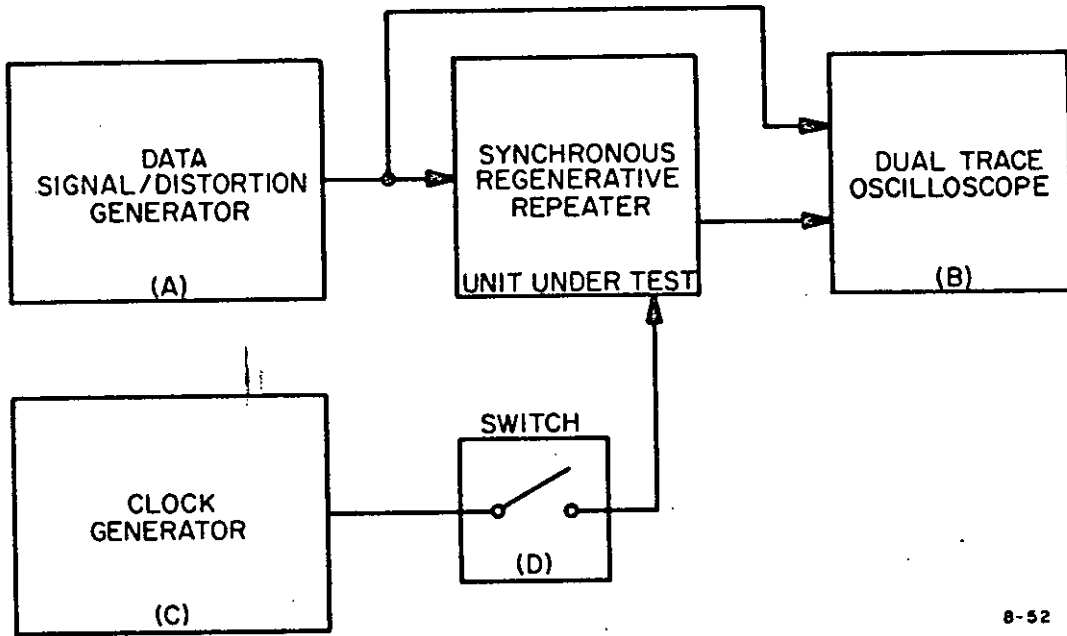 DATA
SIGNAL/DISTORTION
GENERATOR
(A)
SYNCHRONOUS
REGENERATIVE
REPEATER
UNIT UNDER TEST
DUAL TRACE
OSCILLOSCOPE
(B)
CLOCK
GENERATOR
(C)
SWITCH
(D)
8-52